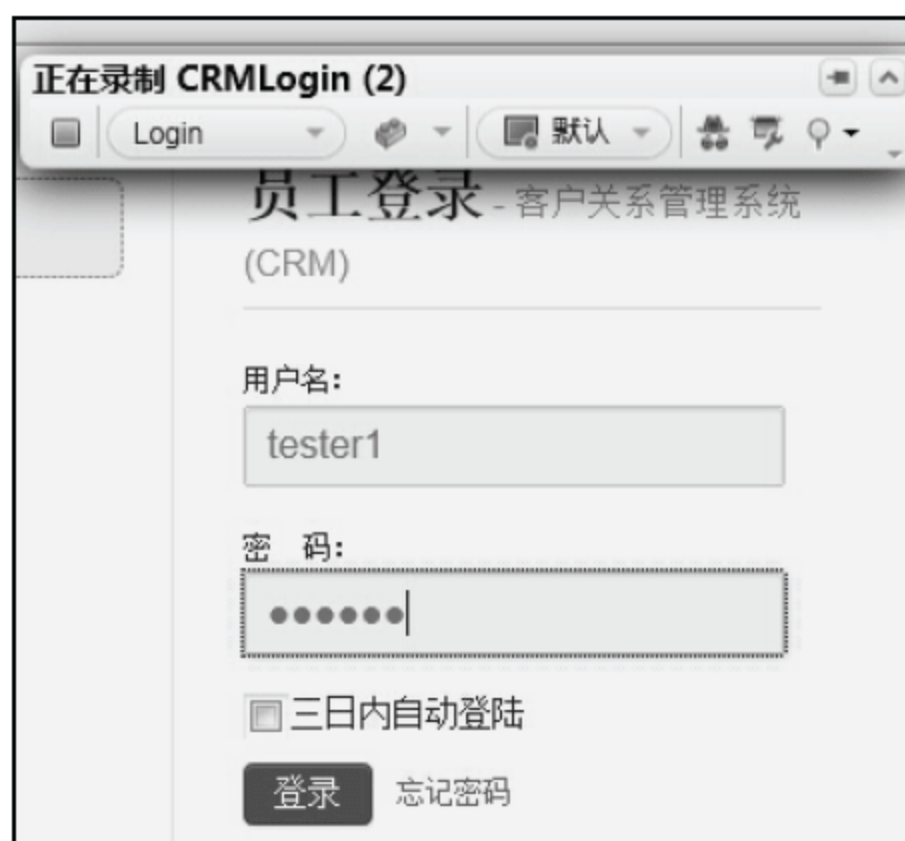 正在录制 CRMLogin (2)
Login 默认
员工登录 - 客户关系管理系统
(CRM)
用户名:
tester1
密 码:
●●●●●●
三日内自动登陆
登录 忘记密码